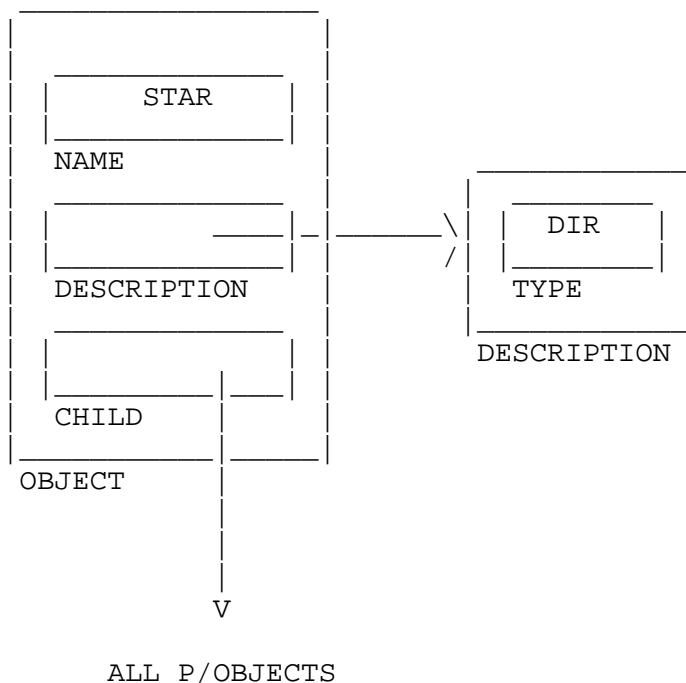 STAR
NAME
DIR
DESCRIPTION
TYPE
DESCRIPTION
CHILD
OBJECT
V
ALL P/OBJECTS